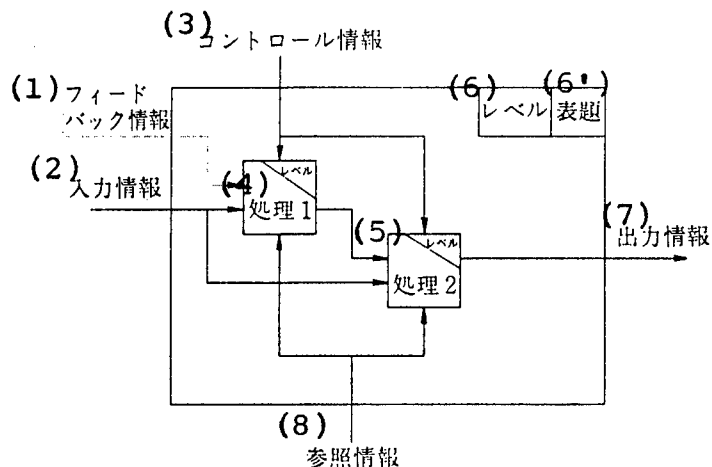 (3)
コントロール情報
(1) フィード
バック情報
(6) (6')
レベル 表題
(2)
入力情報
(4) レベル
処理1
(5) レベル
処理2
(7)
出力情報
(8)
参照情報